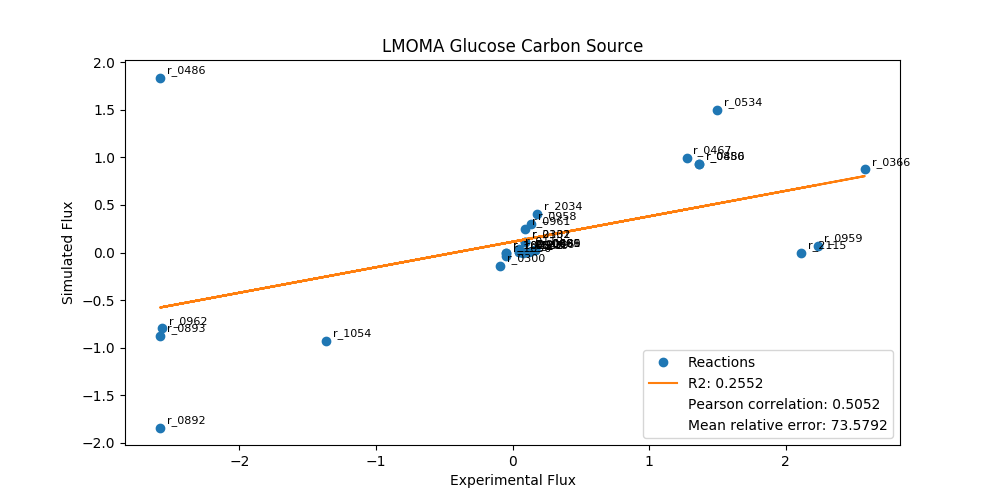 LMOMA Glucose Carbon Source
2.0
1.5
1.0
0.5
0.0
−0.5
−1.0
−1.5
−2.0
Simulated Flux
r_0486
r_0534
r_0467
r_0366
r_2034
r_0958
r_0961
r_0959
r_2115
r_0300
r_0962
r_0893
r_1054
r_0892
Reactions
R2: 0.2552
Pearson correlation: 0.5052
Mean relative error: 73.5792
−2
−1
0
1
2
Experimental Flux